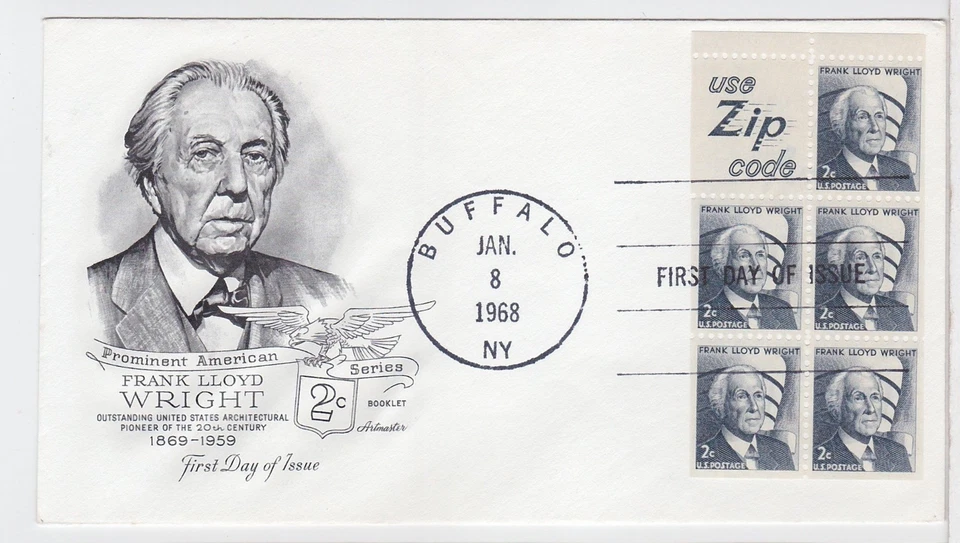 Prominent American
Series
FRANK LLOYD
WRIGHT
OUTSTANDING UNITED STATES ARCHITECTURAL
PIONEER OF THE 20th CENTURY
1869-1959
First Day of Issue
2c
BOOKLET
Artmaster
BUFFALO
JAN.
8
1968
NY
FIRST DAY OF ISSUE
use
Zip
code
FRANK LLOYD WRIGHT
2c
U.S. POSTAGE
FRANK LLOYD WRIGHT
2c
U.S. POSTAGE
FRANK LLOYD WRIGHT
2c
U.S. POSTAGE
FRANK LLOYD WRIGHT
2c
U.S. POSTAGE
FRANK LLOYD WRIGHT
2c
U.S. POSTAGE